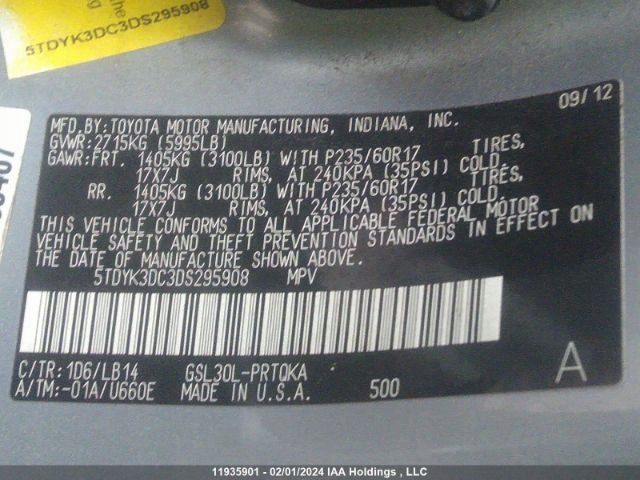 the
5TDYK3DC3DS295908
09/12
MFD.BY:TOYOTA MOTOR MANUFACTURING, INDIANA, INC.
GVWR:2715KG (5995LB)
GAWR:FRT. 1405KG (3100LB) WITH P235/60R17 TIRES,
17X7J RIMS, AT 240KPA (35PSI) COLD.
RR. 1405KG (3100LB) WITH P235/60R17 TIRES,
17X7J RIMS, AT 240KPA (35PSI) COLD.
THIS VEHICLE CONFORMS TO ALL APPLICABLE FEDERAL MOTOR
VEHICLE SAFETY AND THEFT PREVENTION STANDARDS IN EFFECT ON
THE DATE OF MANUFACTURE SHOWN ABOVE.
5TDYK3DC3DS295908 MPV
C/TR:1D6/LB14 GSL30L-PRTQKA A
A/TM:-01A/U660E MADE IN U.S.A. 500
11935901 - 02/01/2024 IAA Holdings , LLC